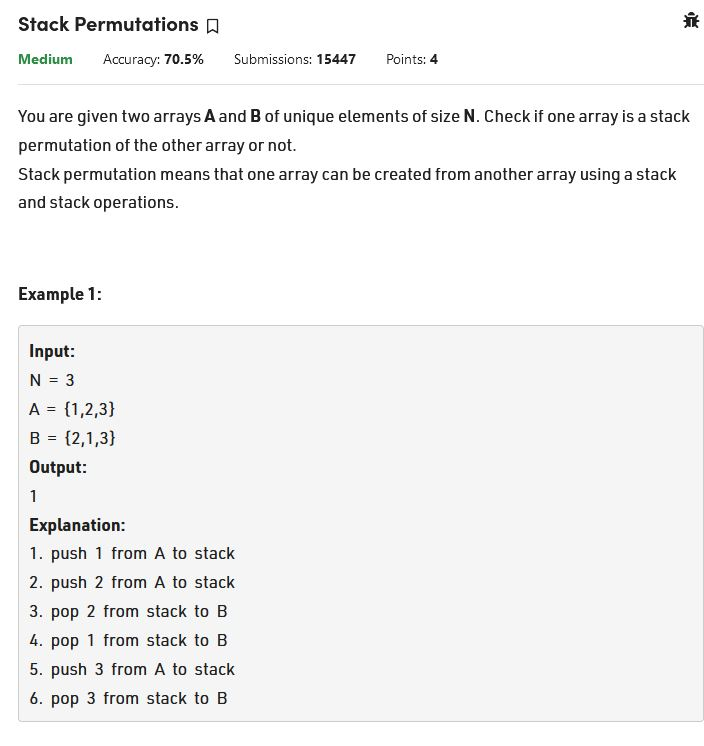 Stack Permutations
Medium Accuracy: 70.5% Submissions: 15447 Points: 4
You are given two arrays A and B of unique elements of size N. Check if one array is a stack
permutation of the other array or not.
Stack permutation means that one array can be created from another array using a stack
and stack operations.
Example 1:
Input:
N = 3
A = {1,2,3}
B = {2,1,3}
Output:
1
Explanation:
1. push 1 from A to stack
2. push 2 from A to stack
3. pop 2 from stack to B
4. pop 1 from stack to B
5. push 3 from A to stack
6. pop 3 from stack to B